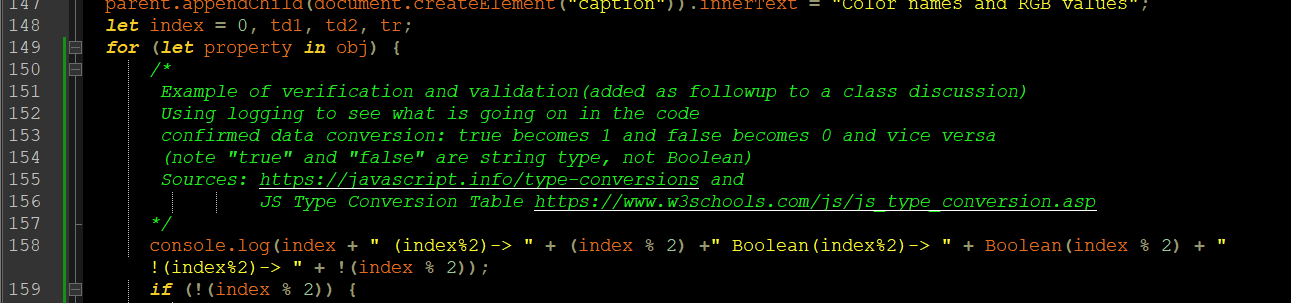 147 parent.appendChild(document.createElement("caption")).innerText = "Color names and RGB values";
148 let index = 0, td1, td2, tr;
149 for (let property in obj) {
150 /*
151 Example of verification and validation(added as followup to a class discussion)
152 Using logging to see what is going on in the code
153 confirmed data conversion: true becomes 1 and false becomes 0 and vice versa
154 (note "true" and "false" are string type, not Boolean)
155 Sources: https://javascript.info/type-conversions and
156 JS Type Conversion Table https://www.w3schools.com/js/js_type_conversion.asp
157 */
158 console.log(index + " (index%2)-> " + (index % 2) +" Boolean(index%2)-> " + Boolean(index % 2) + "
!(index%2)-> " + !(index % 2));
159 if (!(index % 2)) {